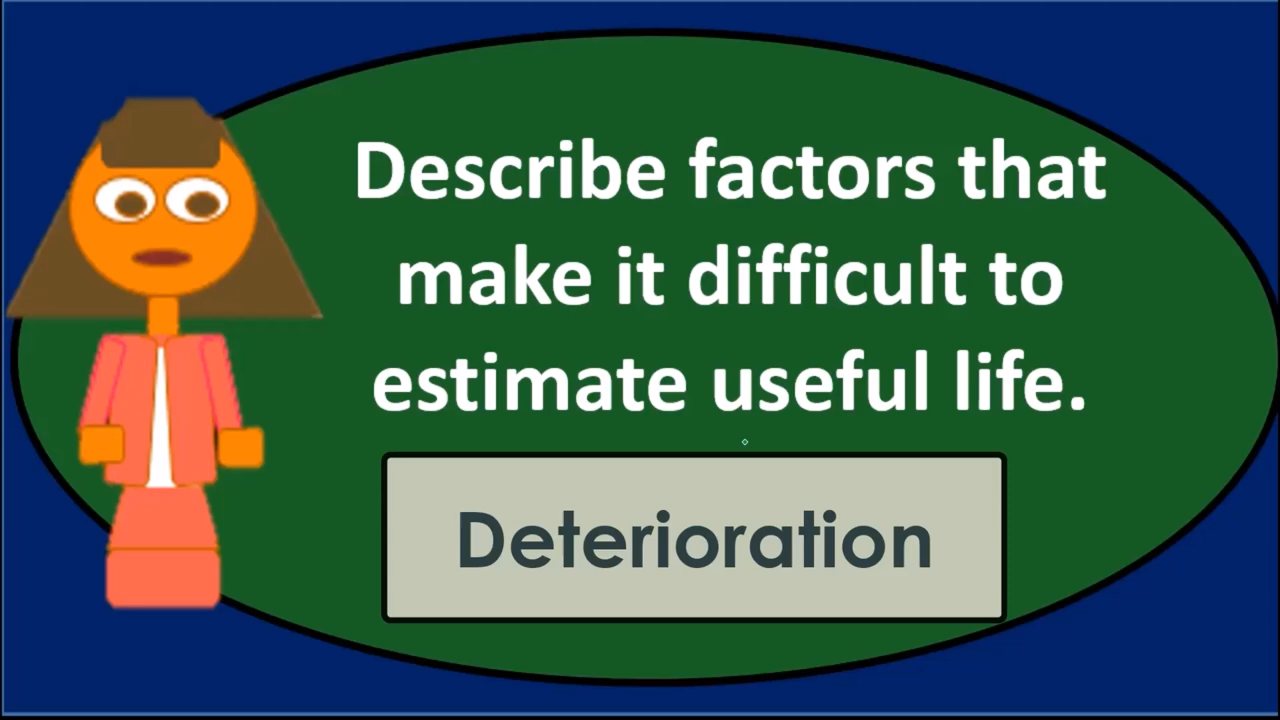 Describe factors that
make it difficult to
estimate useful life.
Deterioration